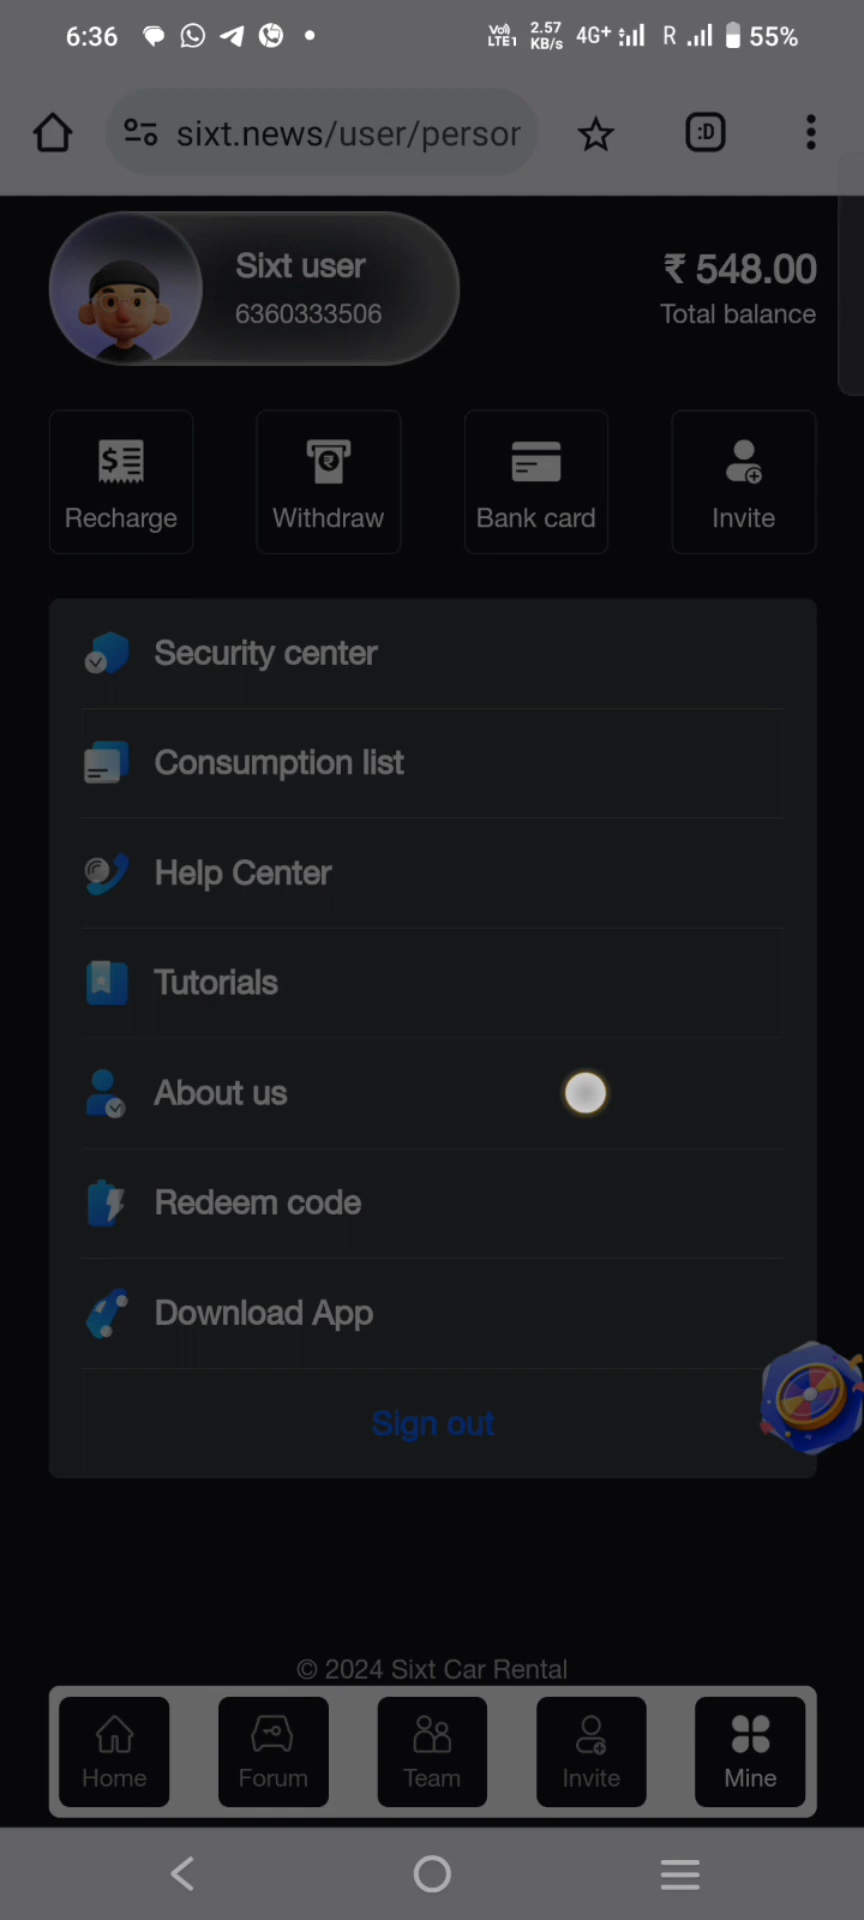 6:36 Vo) LTE1 2.57 KB/s 4G+ R 55%
sixt.news/user/persor :D
Sixt user
6360333506
₹ 548.00
Total balance
Recharge Withdraw Bank card Invite
Security center
Consumption list
Help Center
Tutorials
About us
Redeem code
Download App
Sign out
© 2024 Sixt Car Rental
Home Forum Team Invite Mine